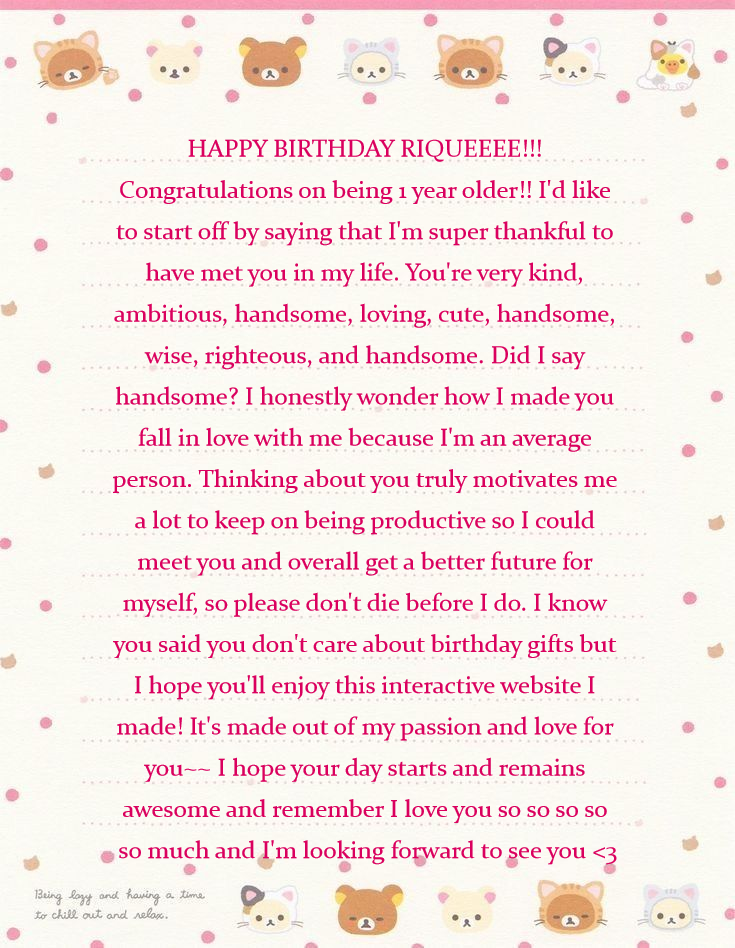 HAPPY BIRTHDAY RIQUEEEE!!!
Congratulations on being 1 year older!! I'd like
to start off by saying that I'm super thankful to
have met you in my life. You're very kind,
ambitious, handsome, loving, cute, handsome,
wise, righteous, and handsome. Did I say
handsome? I honestly wonder how I made you
fall in love with me because I'm an average
person. Thinking about you truly motivates me
a lot to keep on being productive so I could
meet you and overall get a better future for
myself, so please don't die before I do. I know
you said you don't care about birthday gifts but
I hope you'll enjoy this interactive website I
made! It's made out of my passion and love for
you~~ I hope your day starts and remains
awesome and remember I love you so so so so
so much and I'm looking forward to see you <3
Being lazy and having a time
to chill out and relax.